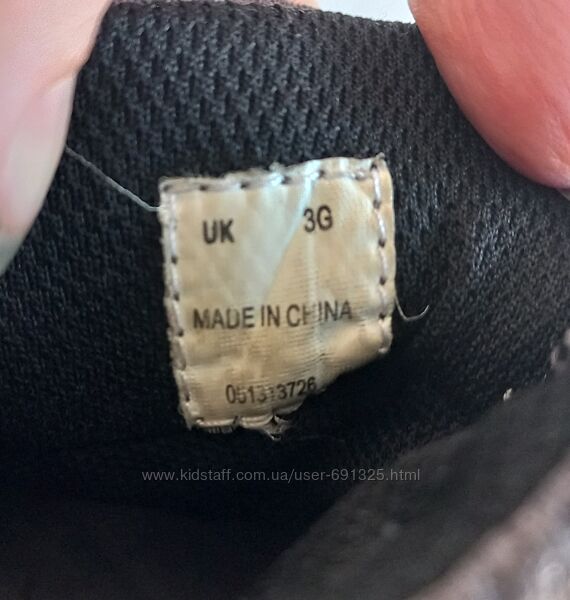 UK 3G
MADE IN CHINA
051313726
www.kidstaff.com.ua/user-691325.html